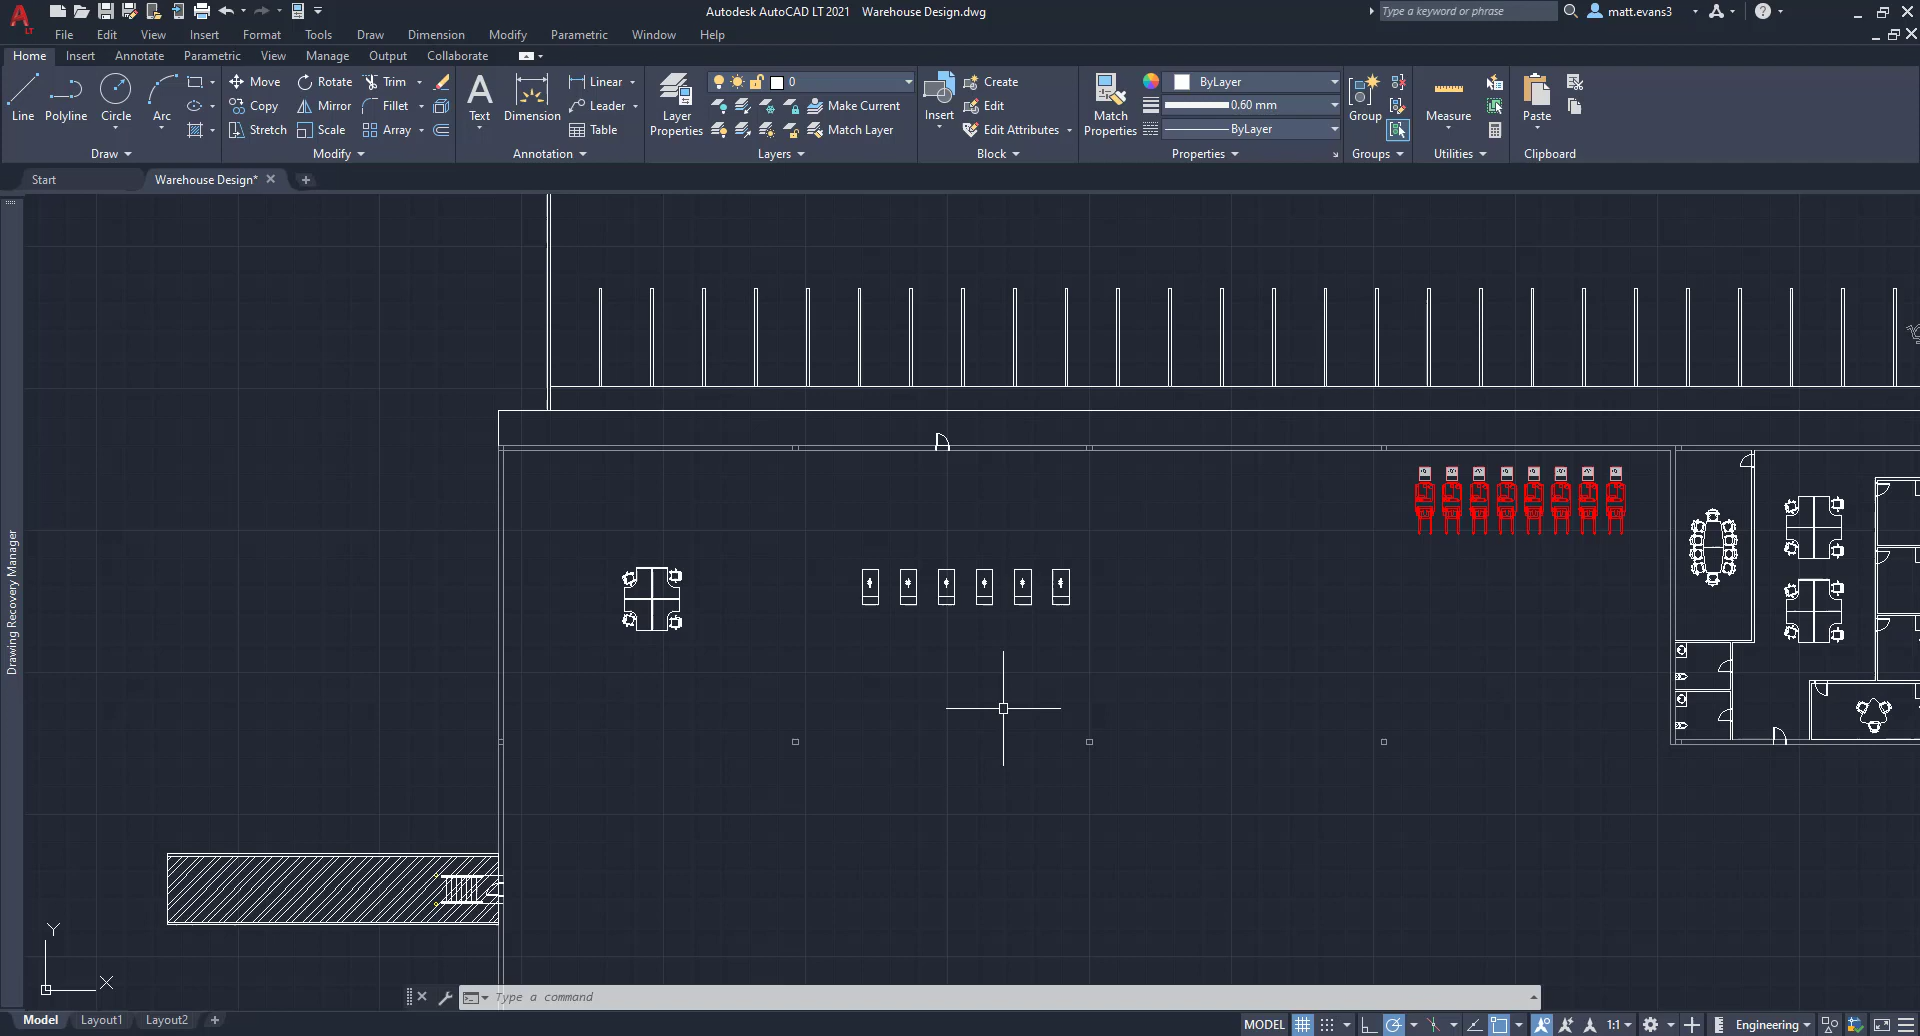 LT
Autodesk AutoCAD LT 2021 Warehouse Design.dwg
Type a keyword or phrase
matt.evans3
File Edit View Insert Format Tools Draw Dimension Modify Parametric Window Help
Home Insert Annotate Parametric View Manage Output Collaborate
Line
Polyline
Circle
Arc
Draw
Move
Rotate
Trim
Copy
Mirror
Fillet
Stretch
Scale
Array
Modify
Text
Dimension
Linear
Leader
Table
Annotation
Layer
Properties
0
Make Current
Match Layer
Layers
Insert
Create
Edit
Edit Attributes
Block
Match
Properties
ByLayer
0.60 mm
ByLayer
Properties
Group
Groups
Measure
Utilities
Paste
Clipboard
Start
Warehouse Design*
Drawing Recovery Manager
Y
X
Type a command
Model Layout1 Layout2
MODEL
1:1
Engineering